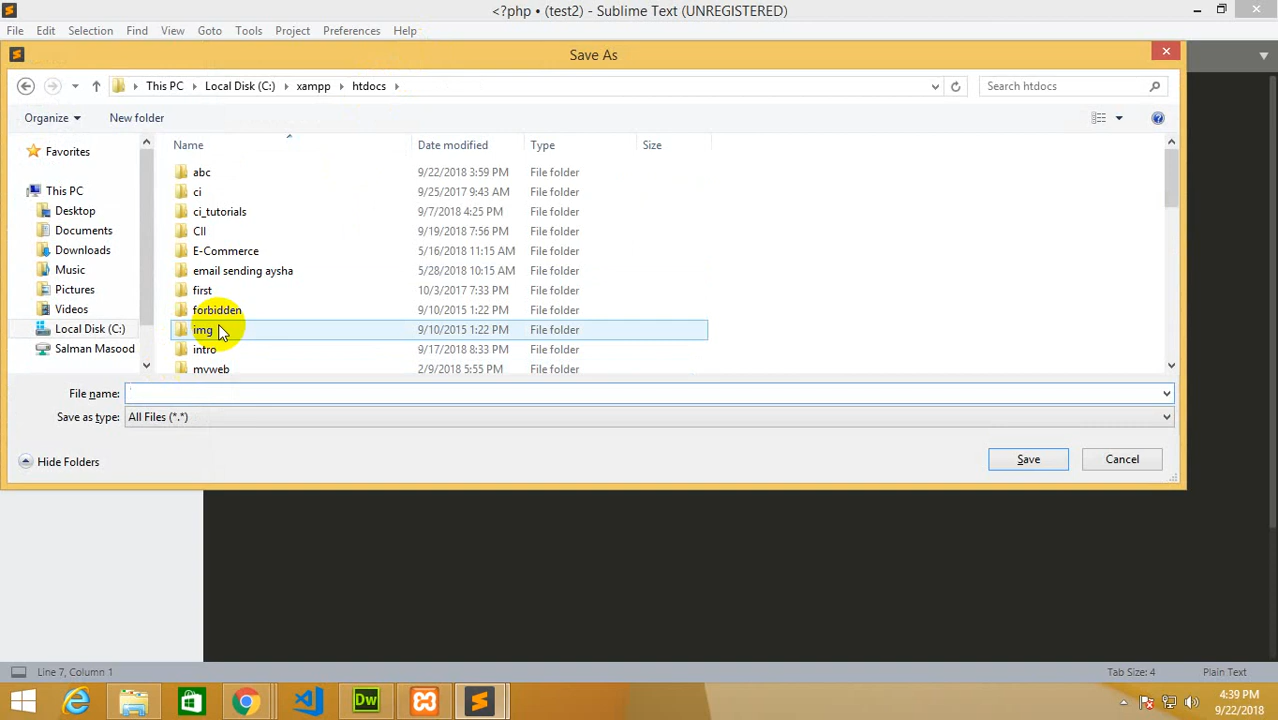 <?php • (test2) - Sublime Text (UNREGISTERED)
File Edit Selection Find View Goto Tools Project Preferences Help
Save As
This PC Local Disk (C:) xampp htdocs Search htdocs
Organize New folder
Name Date modified Type Size
Favorites
This PC
Desktop
Documents
Downloads
Music
Pictures
Videos
Local Disk (C:)
Salman Masood
abc 9/22/2018 3:59 PM File folder
ci 9/25/2017 9:43 AM File folder
ci_tutorials 9/7/2018 4:25 PM File folder
CII 9/19/2018 7:56 PM File folder
E-Commerce 5/16/2018 11:15 AM File folder
email sending aysha 5/28/2018 10:15 AM File folder
first 10/3/2017 7:33 PM File folder
forbidden 9/10/2015 1:22 PM File folder
img 9/10/2015 1:22 PM File folder
intro 9/17/2018 8:33 PM File folder
myweb 2/9/2018 5:55 PM File folder
File name:
Save as type: All Files (*.*)
Hide Folders Save Cancel
Line 7, Column 1 Tab Size: 4 Plain Text
Dw
4:39 PM
9/22/2018